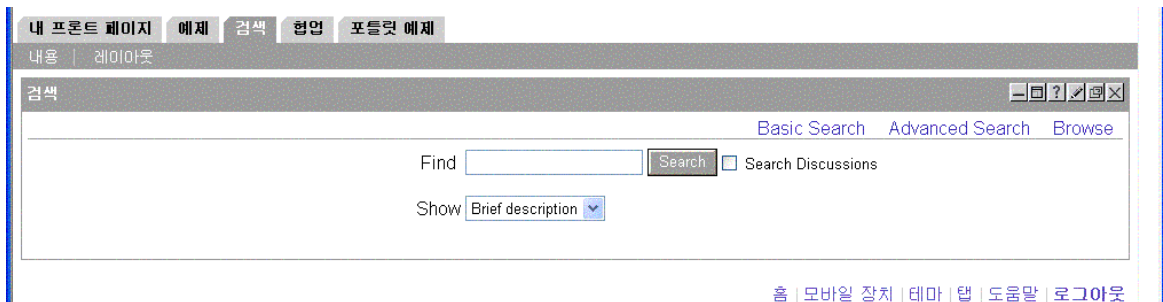 내 프론트 페이지 예제 검색 협업 포틀릿 예제
내용 | 레이아웃
검색
Basic Search Advanced Search Browse
Find Search Search Discussions
Show Brief description
홈 | 모바일 장치 | 테마 | 탭 | 도움말 | 로그아웃